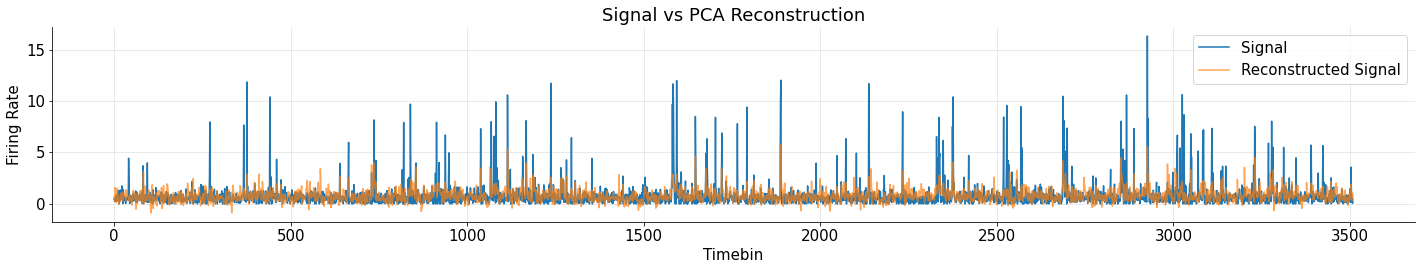 Signal vs PCA Reconstruction
Firing Rate
15
10
5
0
Signal
Reconstructed Signal
0 500 1000 1500 2000 2500 3000 3500
Timebin